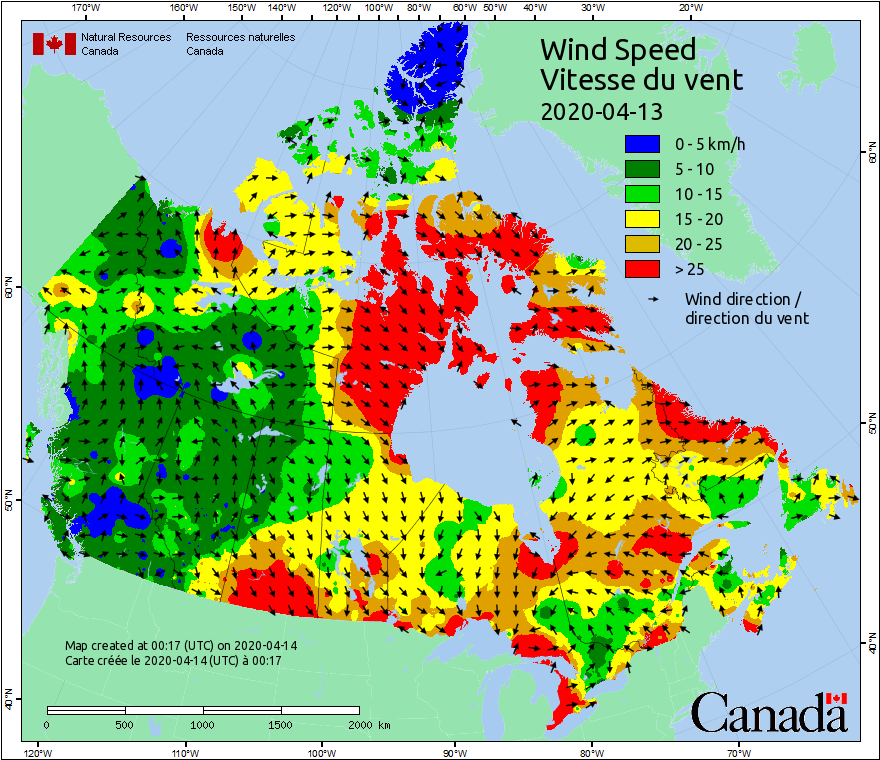 170°W 160°W 150°W 140°W 120°W 100°W 80°W 60°W 50°W 40°W 30°W 20°W
Natural Resources Ressources naturelles
Canada Canada
Wind Speed
Vitesse du vent
2020-04-13
0 - 5 km/h
5 - 10
10 - 15
15 - 20
20 - 25
> 25
Wind direction /
direction du vent
60°N
60°N
50°N
50°N
40°N
40°N
Map created at 00:17 (UTC) on 2020-04-14
Carte créée le 2020-04-14 (UTC) à 00:17
0 500 1000 1500 2000 km
Canada
120°W 110°W 100°W 90°W 80°W 70°W